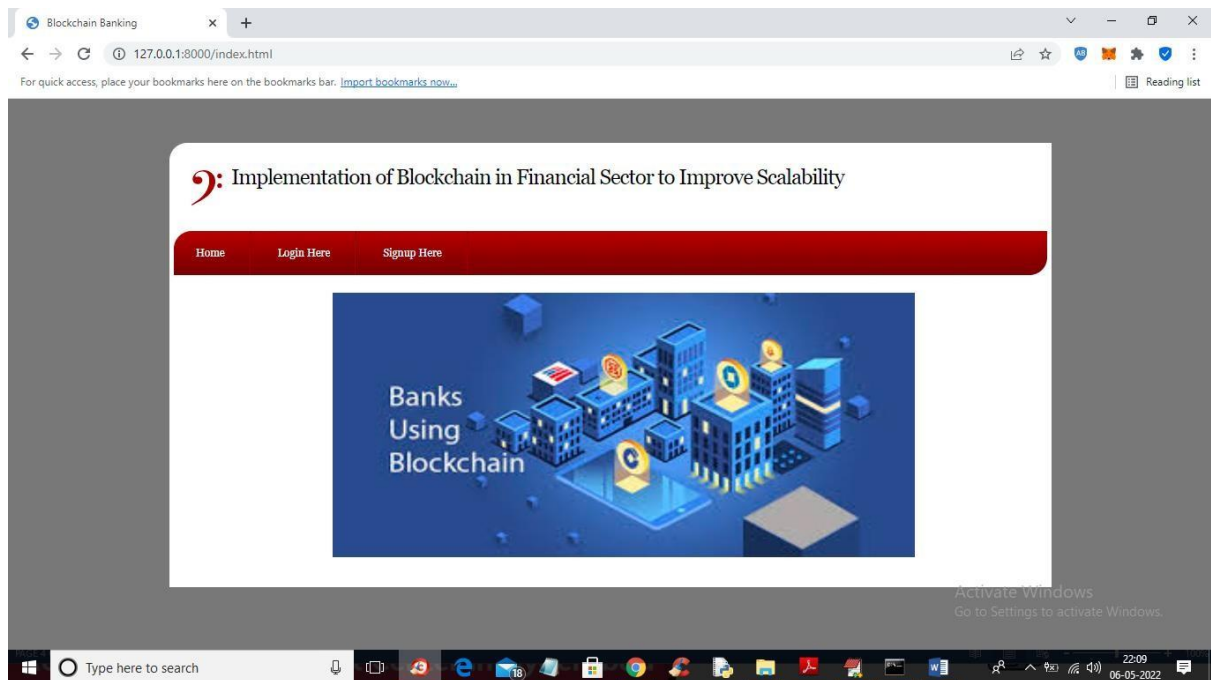 Blockchain Banking
127.0.0.1:8000/index.html
For quick access, place your bookmarks here on the bookmarks bar. Import bookmarks now...
Reading list
Implementation of Blockchain in Financial Sector to Improve Scalability
Home Login Here Signup Here
Banks
Using
Blockchain
Activate Windows
Go to Settings to activate Windows.
Type here to search
18
22:09
06-05-2022